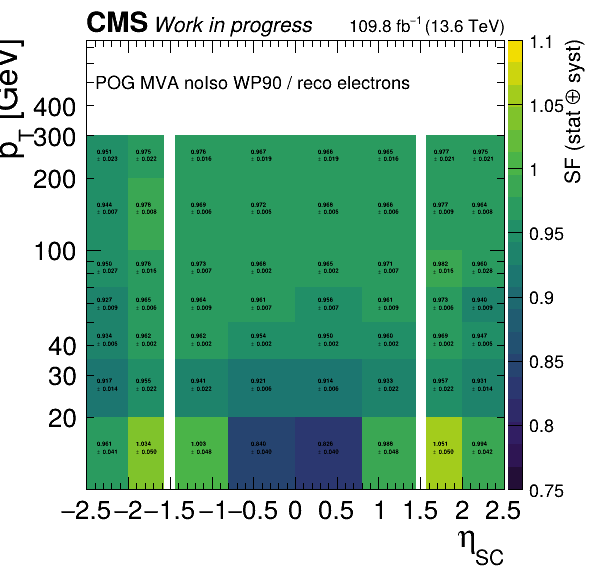 CMS Work in progress 109.8 fb⁻¹ (13.6 TeV)
POG MVA noIso WP90 / reco electrons
p_T [GeV]
400
300
200
100
40
30
20
0.951 0.975 0.976 0.967 0.966 0.965 0.977 0.975
± 0.023 ± 0.022 ± 0.016 ± 0.019 ± 0.019 ± 0.016 ± 0.021 ± 0.021
0.944 0.978 0.969 0.972 0.968 0.966 0.977 0.964
± 0.007 ± 0.008 ± 0.006 ± 0.005 ± 0.005 ± 0.006 ± 0.009 ± 0.008
0.950 0.976 0.973 0.968 0.965 0.971 0.982 0.960
± 0.027 ± 0.015 ± 0.007 ± 0.002 ± 0.002 ± 0.007 ± 0.015 ± 0.028
0.927 0.965 0.964 0.961 0.958 0.961 0.973 0.940
± 0.009 ± 0.006 ± 0.009 ± 0.007 ± 0.007 ± 0.009 ± 0.006 ± 0.009
0.934 0.962 0.962 0.954 0.950 0.960 0.969 0.947
± 0.005 ± 0.002 ± 0.002 ± 0.002 ± 0.002 ± 0.002 ± 0.002 ± 0.005
0.917 0.955 0.941 0.921 0.914 0.933 0.957 0.931
± 0.014 ± 0.022 ± 0.022 ± 0.006 ± 0.006 ± 0.022 ± 0.022 ± 0.014
0.961 1.034 1.003 0.840 0.828 0.986 1.051 0.994
± 0.041 ± 0.050 ± 0.048 ± 0.049 ± 0.049 ± 0.048 ± 0.050 ± 0.042
−2.5 −2 −1.5 −1 −0.5 0 0.5 1 1.5 2 2.5
η_SC
1.1
1.05
1
0.95
0.9
0.85
0.8
0.75
SF (stat ⊕ syst)